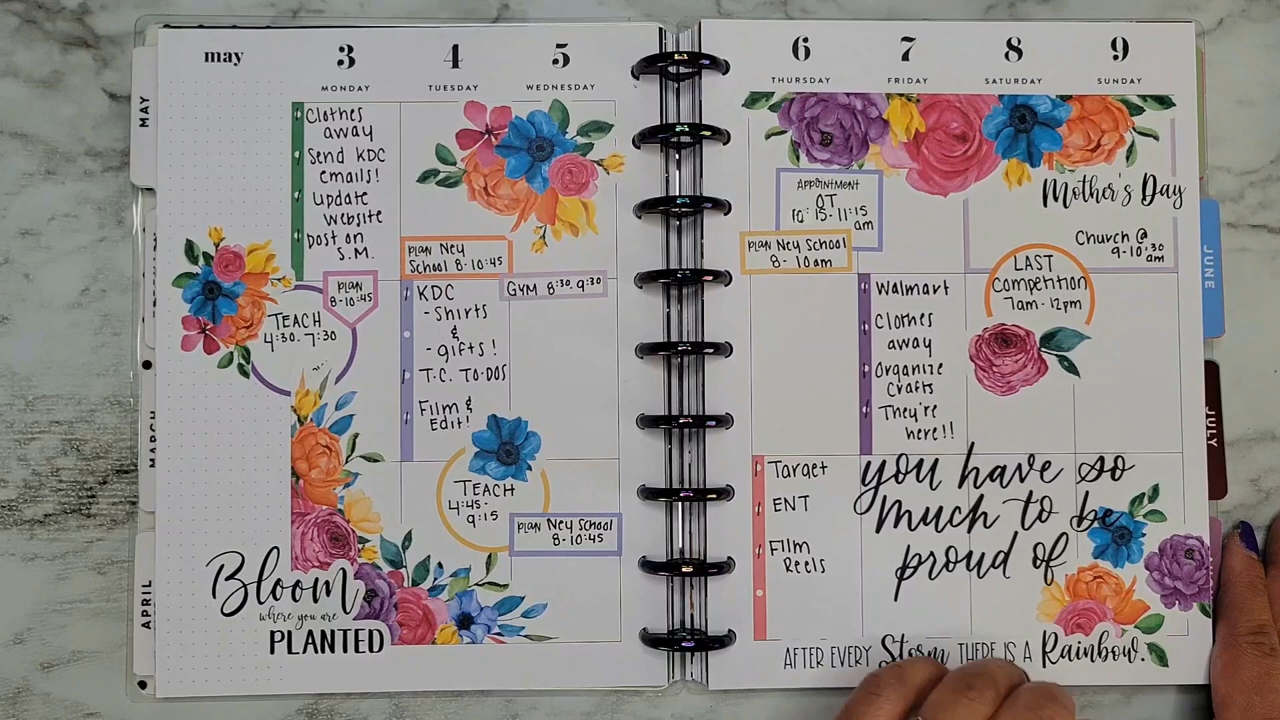 may
3
MONDAY
4
TUESDAY
5
WEDNESDAY
6
THURSDAY
7
FRIDAY
8
SATURDAY
9
SUNDAY
MAY
MARCH
APRIL
JUNE
JULY
Clothes
away
Send KDC
emails!
update
website
post on
S.M.
PLAN
8-10:45
TEACH
4:30-7:30
Bloom
where you are
PLANTED
PLAN Ney
School 8-10:45
KDC
- Shirts
&
- gifts!
T.C. TO-DOS
Film &
Edit!
TEACH
4:45-
9:15
GYM 8:30-9:30
PLAN Ney School
8-10:45
APPOINTMENT
OT
10:15-11:15
am
PLAN Ney School
8-10am
Target
ENT
Film
Reels
Walmart
Clothes
away
Organize
Crafts
They're
here!!
LAST
Competition
7am-12pm
Mother's Day
Church @
9-10:30
am
you have so
much to be
proud of
AFTER EVERY Storm THERE IS A Rainbow.